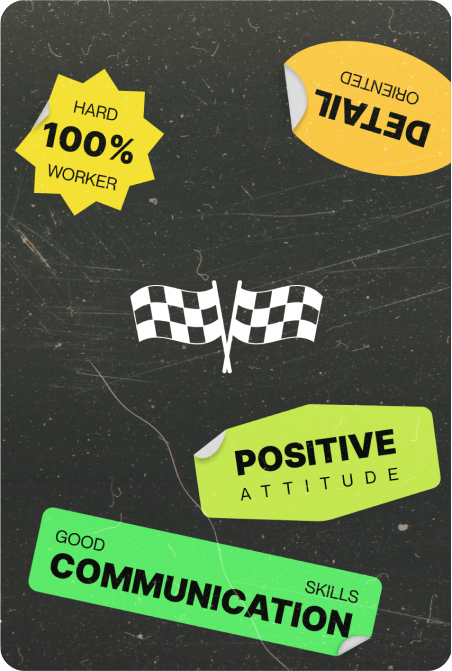 HARD
100%
WORKER
DETAIL
ORIENTED
POSITIVE
ATTITUDE
GOOD
COMMUNICATION
SKILLS